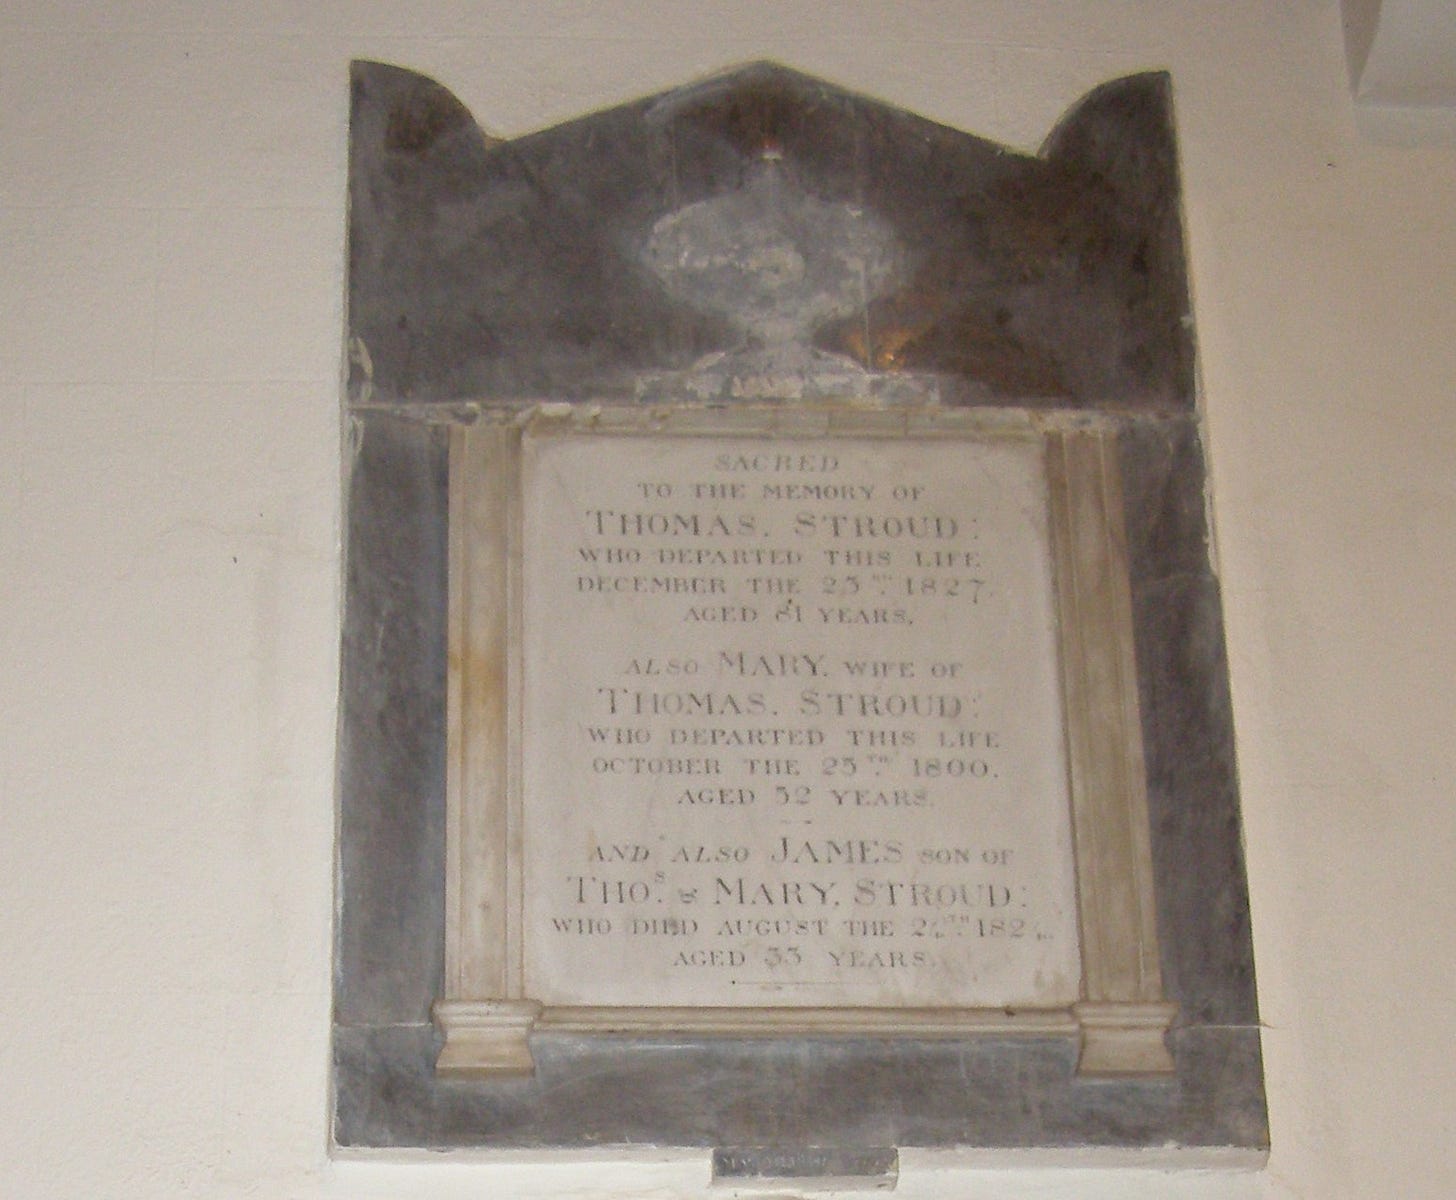 SACRED
TO THE MEMORY OF
THOMAS. STROUD:
WHO DEPARTED THIS LIFE
DECEMBER THE 25TH 1827.
AGED 81 YEARS,
ALSO MARY. WIFE OF
THOMAS. STROUD:
WHO DEPARTED THIS LIFE
OCTOBER THE 25TH 1800.
AGED 52 YEARS.
AND ALSO JAMES SON OF
THOS. & MARY. STROUD:
WHO DIED AUGUST THE
AGED 33 YEARS.